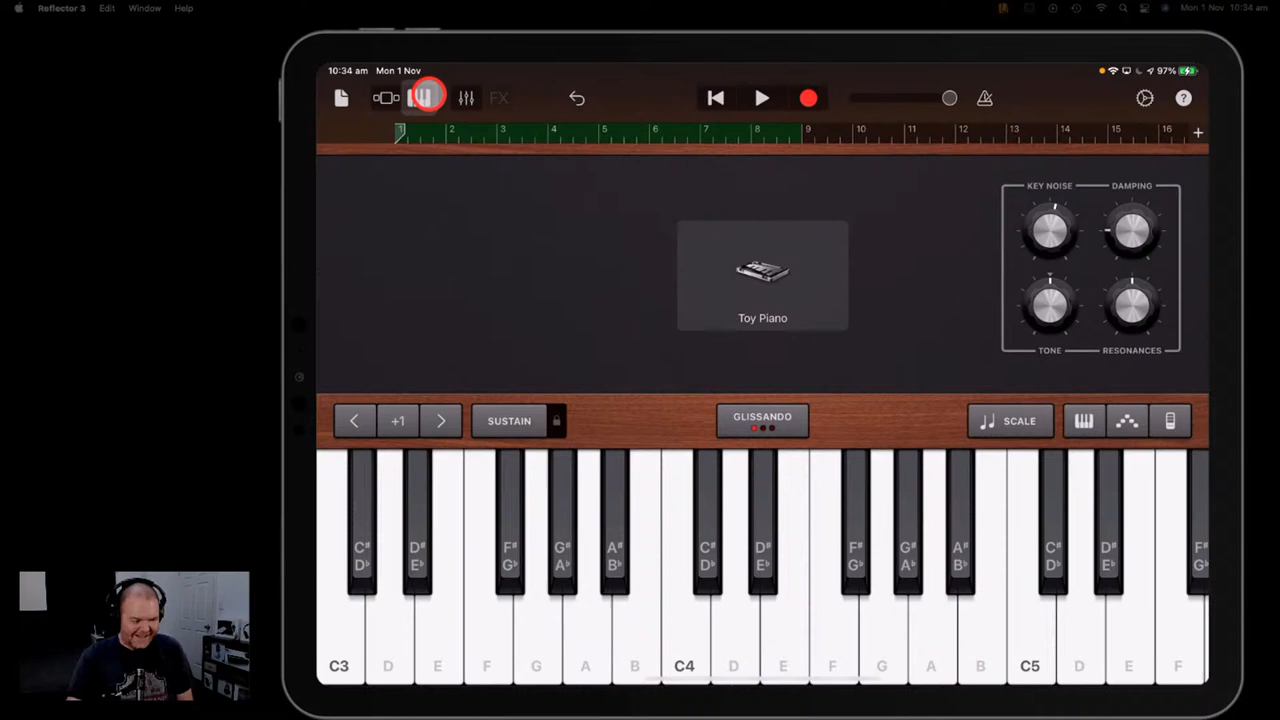 Reflector 3 Edit Window Help
Mon 1 Nov 10:34 am
10:34 am Mon 1 Nov
97%
FX
?
1 2 3 4 5 6 7 8 9 10 11 12 13 14 15 16 +
KEY NOISE DAMPING
Toy Piano
TONE RESONANCES
+1
SUSTAIN
GLISSANDO
SCALE
C# D# F# G# A# C# D# F# G# A# C# D# F#
D♭ E♭ G♭ A♭ B♭ D♭ E♭ G♭ A♭ B♭ D♭ E♭ G♭
C3 D E F G A B C4 D E F G A B C5 D E F